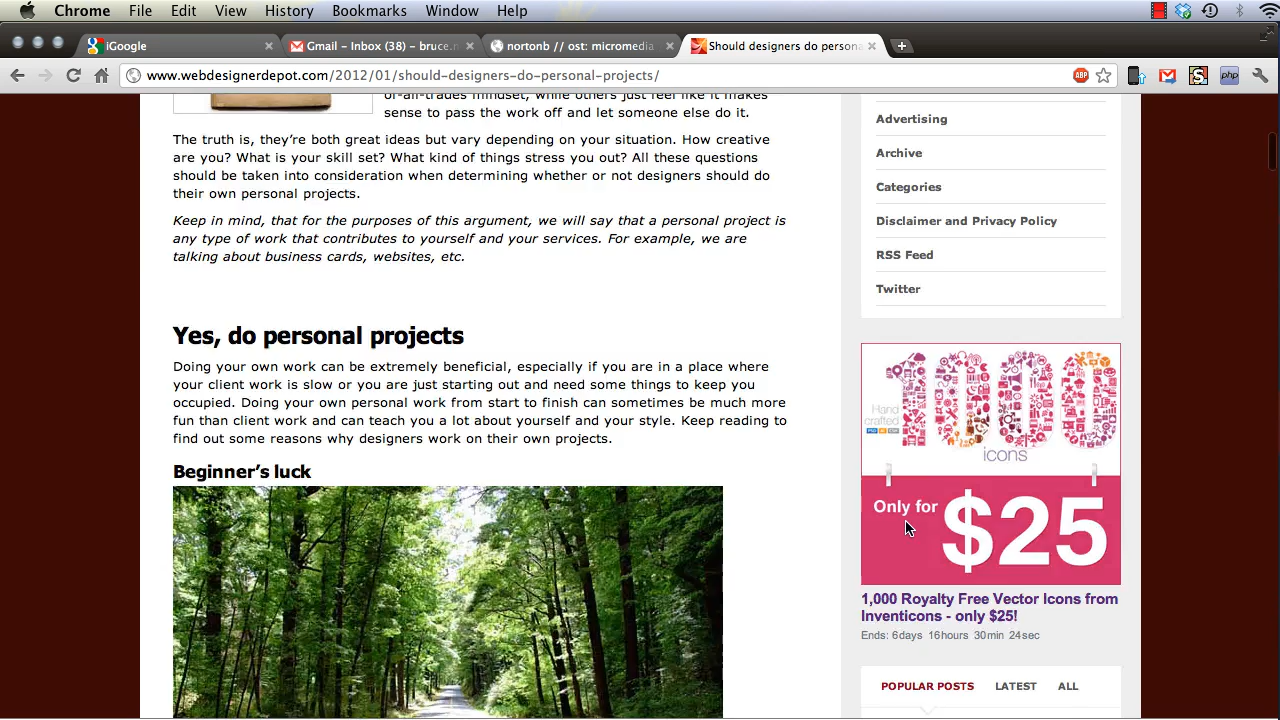 Chrome File Edit View History Bookmarks Window Help
iGoogle
Gmail – Inbox (38) – bruce.n
nortonb // ost: micromedia
Should designers do persona
www.webdesignerdepot.com/2012/01/should-designers-do-personal-projects/
ABP
S
php
of-all-trades mindset, while others just feel like it makes
sense to pass the work off and let someone else do it.
The truth is, they're both great ideas but vary depending on your situation. How creative
are you? What is your skill set? What kind of things stress you out? All these questions
should be taken into consideration when determining whether or not designers should do
their own personal projects.
Keep in mind, that for the purposes of this argument, we will say that a personal project is
any type of work that contributes to yourself and your services. For example, we are
talking about business cards, websites, etc.
Yes, do personal projects
Doing your own work can be extremely beneficial, especially if you are in a place where
your client work is slow or you are just starting out and need some things to keep you
occupied. Doing your own personal work from start to finish can sometimes be much more
fun than client work and can teach you a lot about yourself and your style. Keep reading to
find out some reasons why designers work on their own projects.
Beginner's luck
Advertising
Archive
Categories
Disclaimer and Privacy Policy
RSS Feed
Twitter
1000
Hand
crafted
icons
Only for
$25
1,000 Royalty Free Vector Icons from
Inventicons - only $25!
Ends: 6days 16hours 30min 24sec
POPULAR POSTS LATEST ALL